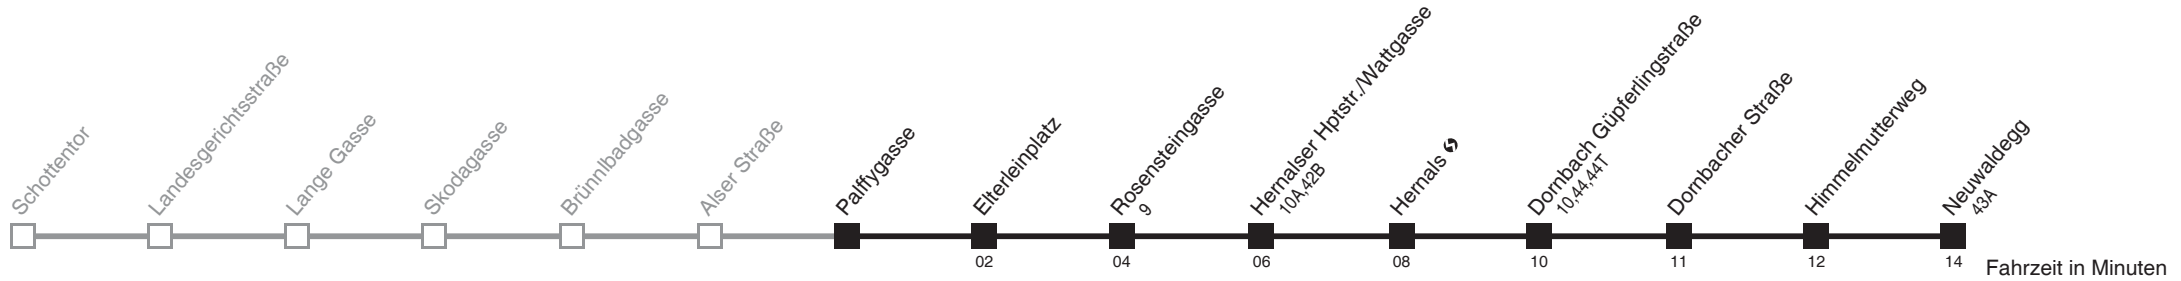 Schottentor
Landesgerichtsstraße
Lange Gasse
Skodagasse
Brünnlbadgasse
Alser Straße
Palffygasse
Elterleinplatz
Rosensteingasse
9
Hernalser Hptstr./Wattgasse
10A,42B
Hernals
Dornbach Güpferlingstraße
10,44,44T
Dornbacher Straße
Himmelmutterweg
Neuwaldegg
43A
02
04
06
08
10
11
12
14
Fahrzeit in Minuten